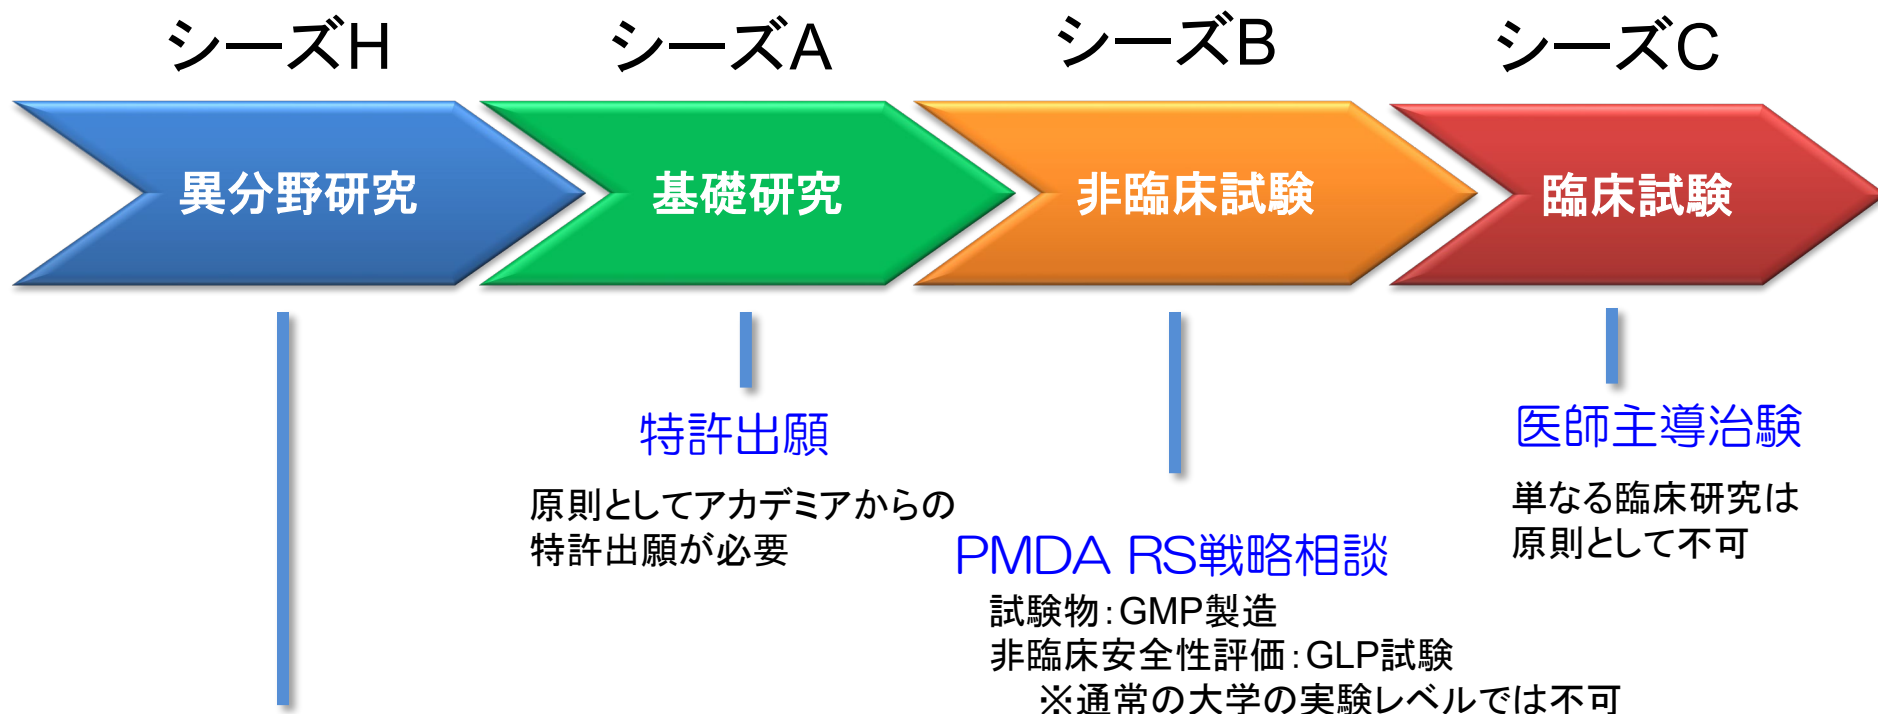 シーズH
シーズA
シーズB
シーズC
異分野研究
基礎研究
非臨床試験
臨床試験
特許出願
原則としてアカデミアからの
特許出願が必要
PMDA RS戦略相談
試験物：GMP製造
非臨床安全性評価：GLP試験
※通常の大学の実験レベルでは不可
医師主導治験
単なる臨床研究は
原則として不可